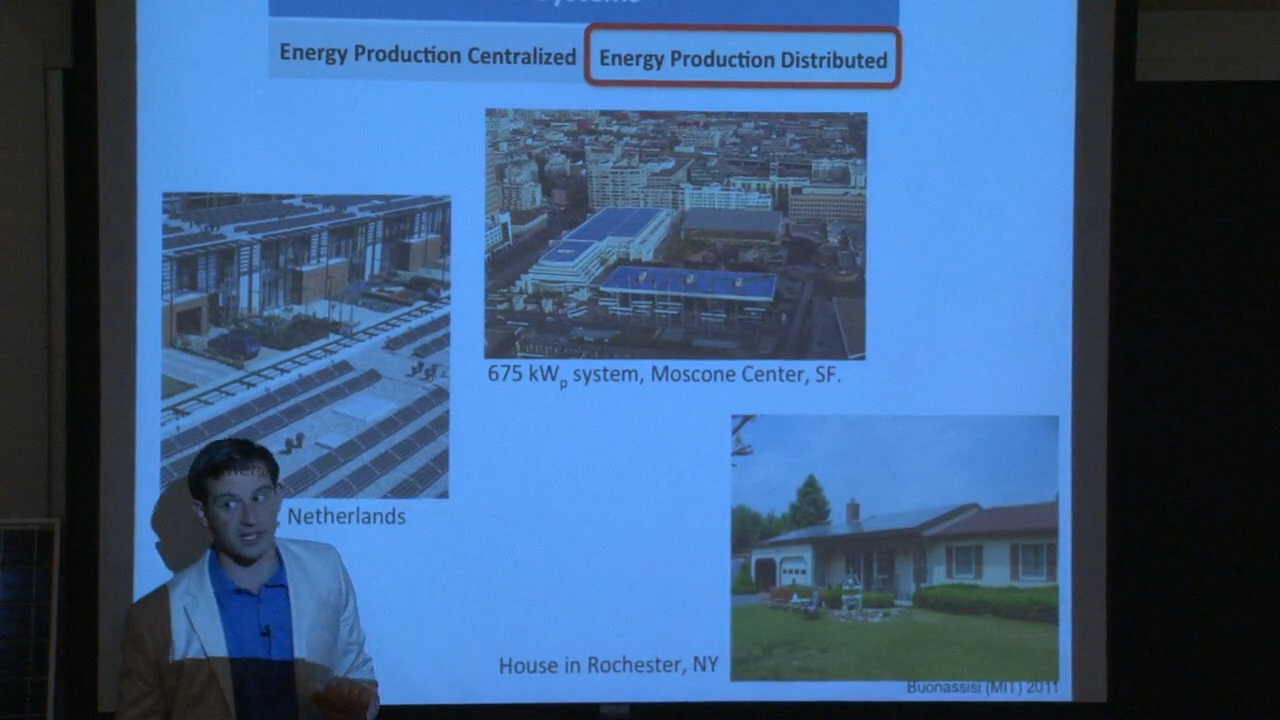 Energy Production Centralized
Energy Production Distributed
675 kWp system, Moscone Center, SF.
Netherlands
House in Rochester, NY
Buonassisi (MIT) 2011